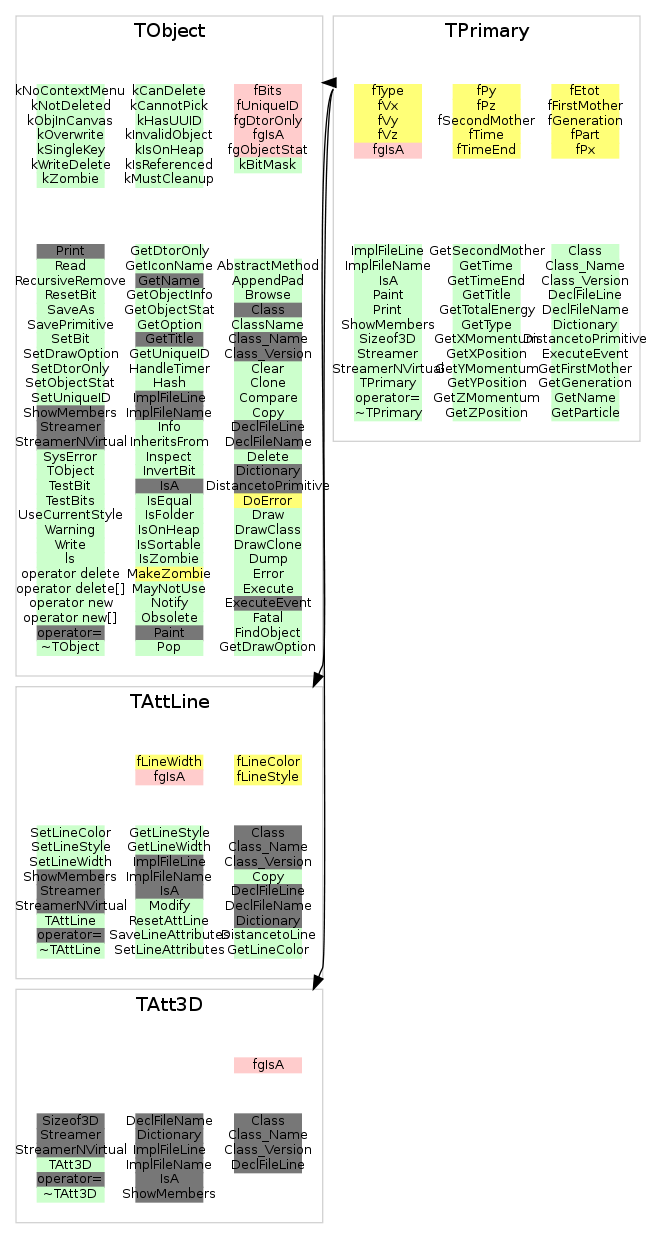 TObject
kNoContextMenu
kNotDeleted
kObjInCanvas
kOverwrite
kSingleKey
kWriteDelete
kZombie
kCanDelete
kCannotPick
kHasUUID
kInvalidObject
kIsOnHeap
kIsReferenced
kMustCleanup
fBits
fUniqueID
fgDtorOnly
fgIsA
fgObjectStat
kBitMask
Print
Read
RecursiveRemove
ResetBit
SaveAs
SavePrimitive
SetBit
SetDrawOption
SetDtorOnly
SetObjectStat
SetUniqueID
ShowMembers
Streamer
StreamerNVirtual
SysError
TObject
TestBit
TestBits
UseCurrentStyle
Warning
Write
ls
operator delete
operator delete[]
operator new
operator new[]
operator=
~TObject
GetDtorOnly
GetIconName
GetName
GetObjectInfo
GetObjectStat
GetOption
GetTitle
GetUniqueID
HandleTimer
Hash
ImplFileLine
ImplFileName
Info
InheritsFrom
Inspect
InvertBit
IsA
IsEqual
IsFolder
IsOnHeap
IsSortable
IsZombie
MakeZombie
MayNotUse
Notify
Obsolete
Paint
Pop
AbstractMethod
AppendPad
Browse
Class
ClassName
Class_Name
Class_Version
Clear
Clone
Compare
Copy
DeclFileLine
DeclFileName
Delete
Dictionary
DistancetoPrimitive
DoError
Draw
DrawClass
DrawClone
Dump
Error
Execute
ExecuteEvent
Fatal
FindObject
GetDrawOption
TPrimary
fType
fVx
fVy
fVz
fgIsA
fPy
fPz
fSecondMother
fTime
fTimeEnd
fEtot
fFirstMother
fGeneration
fPart
fPx
ImplFileLine
ImplFileName
IsA
Paint
Print
ShowMembers
Sizeof3D
Streamer
StreamerNVirtual
TPrimary
operator=
~TPrimary
GetSecondMother
GetTime
GetTimeEnd
GetTitle
GetTotalEnergy
GetType
GetXMomentum
GetXPosition
GetYMomentum
GetYPosition
GetZMomentum
GetZPosition
Class
Class_Name
Class_Version
DeclFileLine
DeclFileName
Dictionary
DistancetoPrimitive
ExecuteEvent
GetFirstMother
GetGeneration
GetName
GetParticle
TAttLine
fLineWidth
fgIsA
fLineColor
fLineStyle
SetLineColor
SetLineStyle
SetLineWidth
ShowMembers
Streamer
StreamerNVirtual
TAttLine
operator=
~TAttLine
GetLineStyle
GetLineWidth
ImplFileLine
ImplFileName
IsA
Modify
ResetAttLine
SaveLineAttributes
SetLineAttributes
Class
Class_Name
Class_Version
Copy
DeclFileLine
DeclFileName
Dictionary
DistancetoLine
GetLineColor
TAtt3D
fgIsA
Sizeof3D
Streamer
StreamerNVirtual
TAtt3D
operator=
~TAtt3D
DeclFileName
Dictionary
ImplFileLine
ImplFileName
IsA
ShowMembers
Class
Class_Name
Class_Version
DeclFileLine